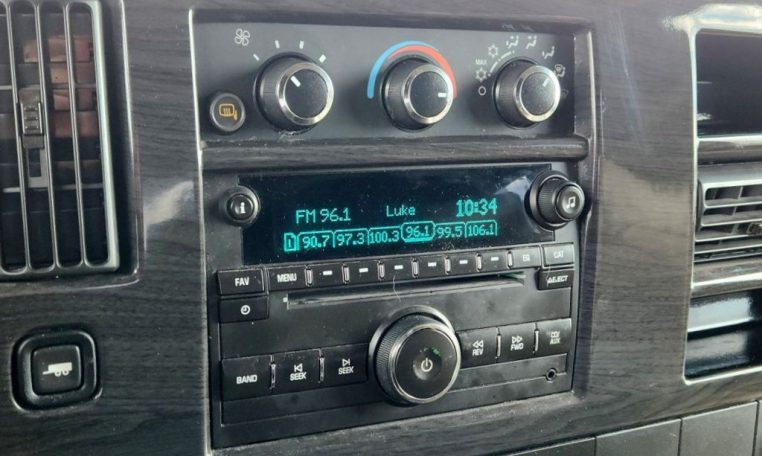 MAX
i
FM 96.1 Luke 10:34
1 90.7 97.3 100.3 96.1 99.5 106.1
FAV MENU EQ CAT
EJECT
BAND SEEK SEEK REV FWD CD/AUX